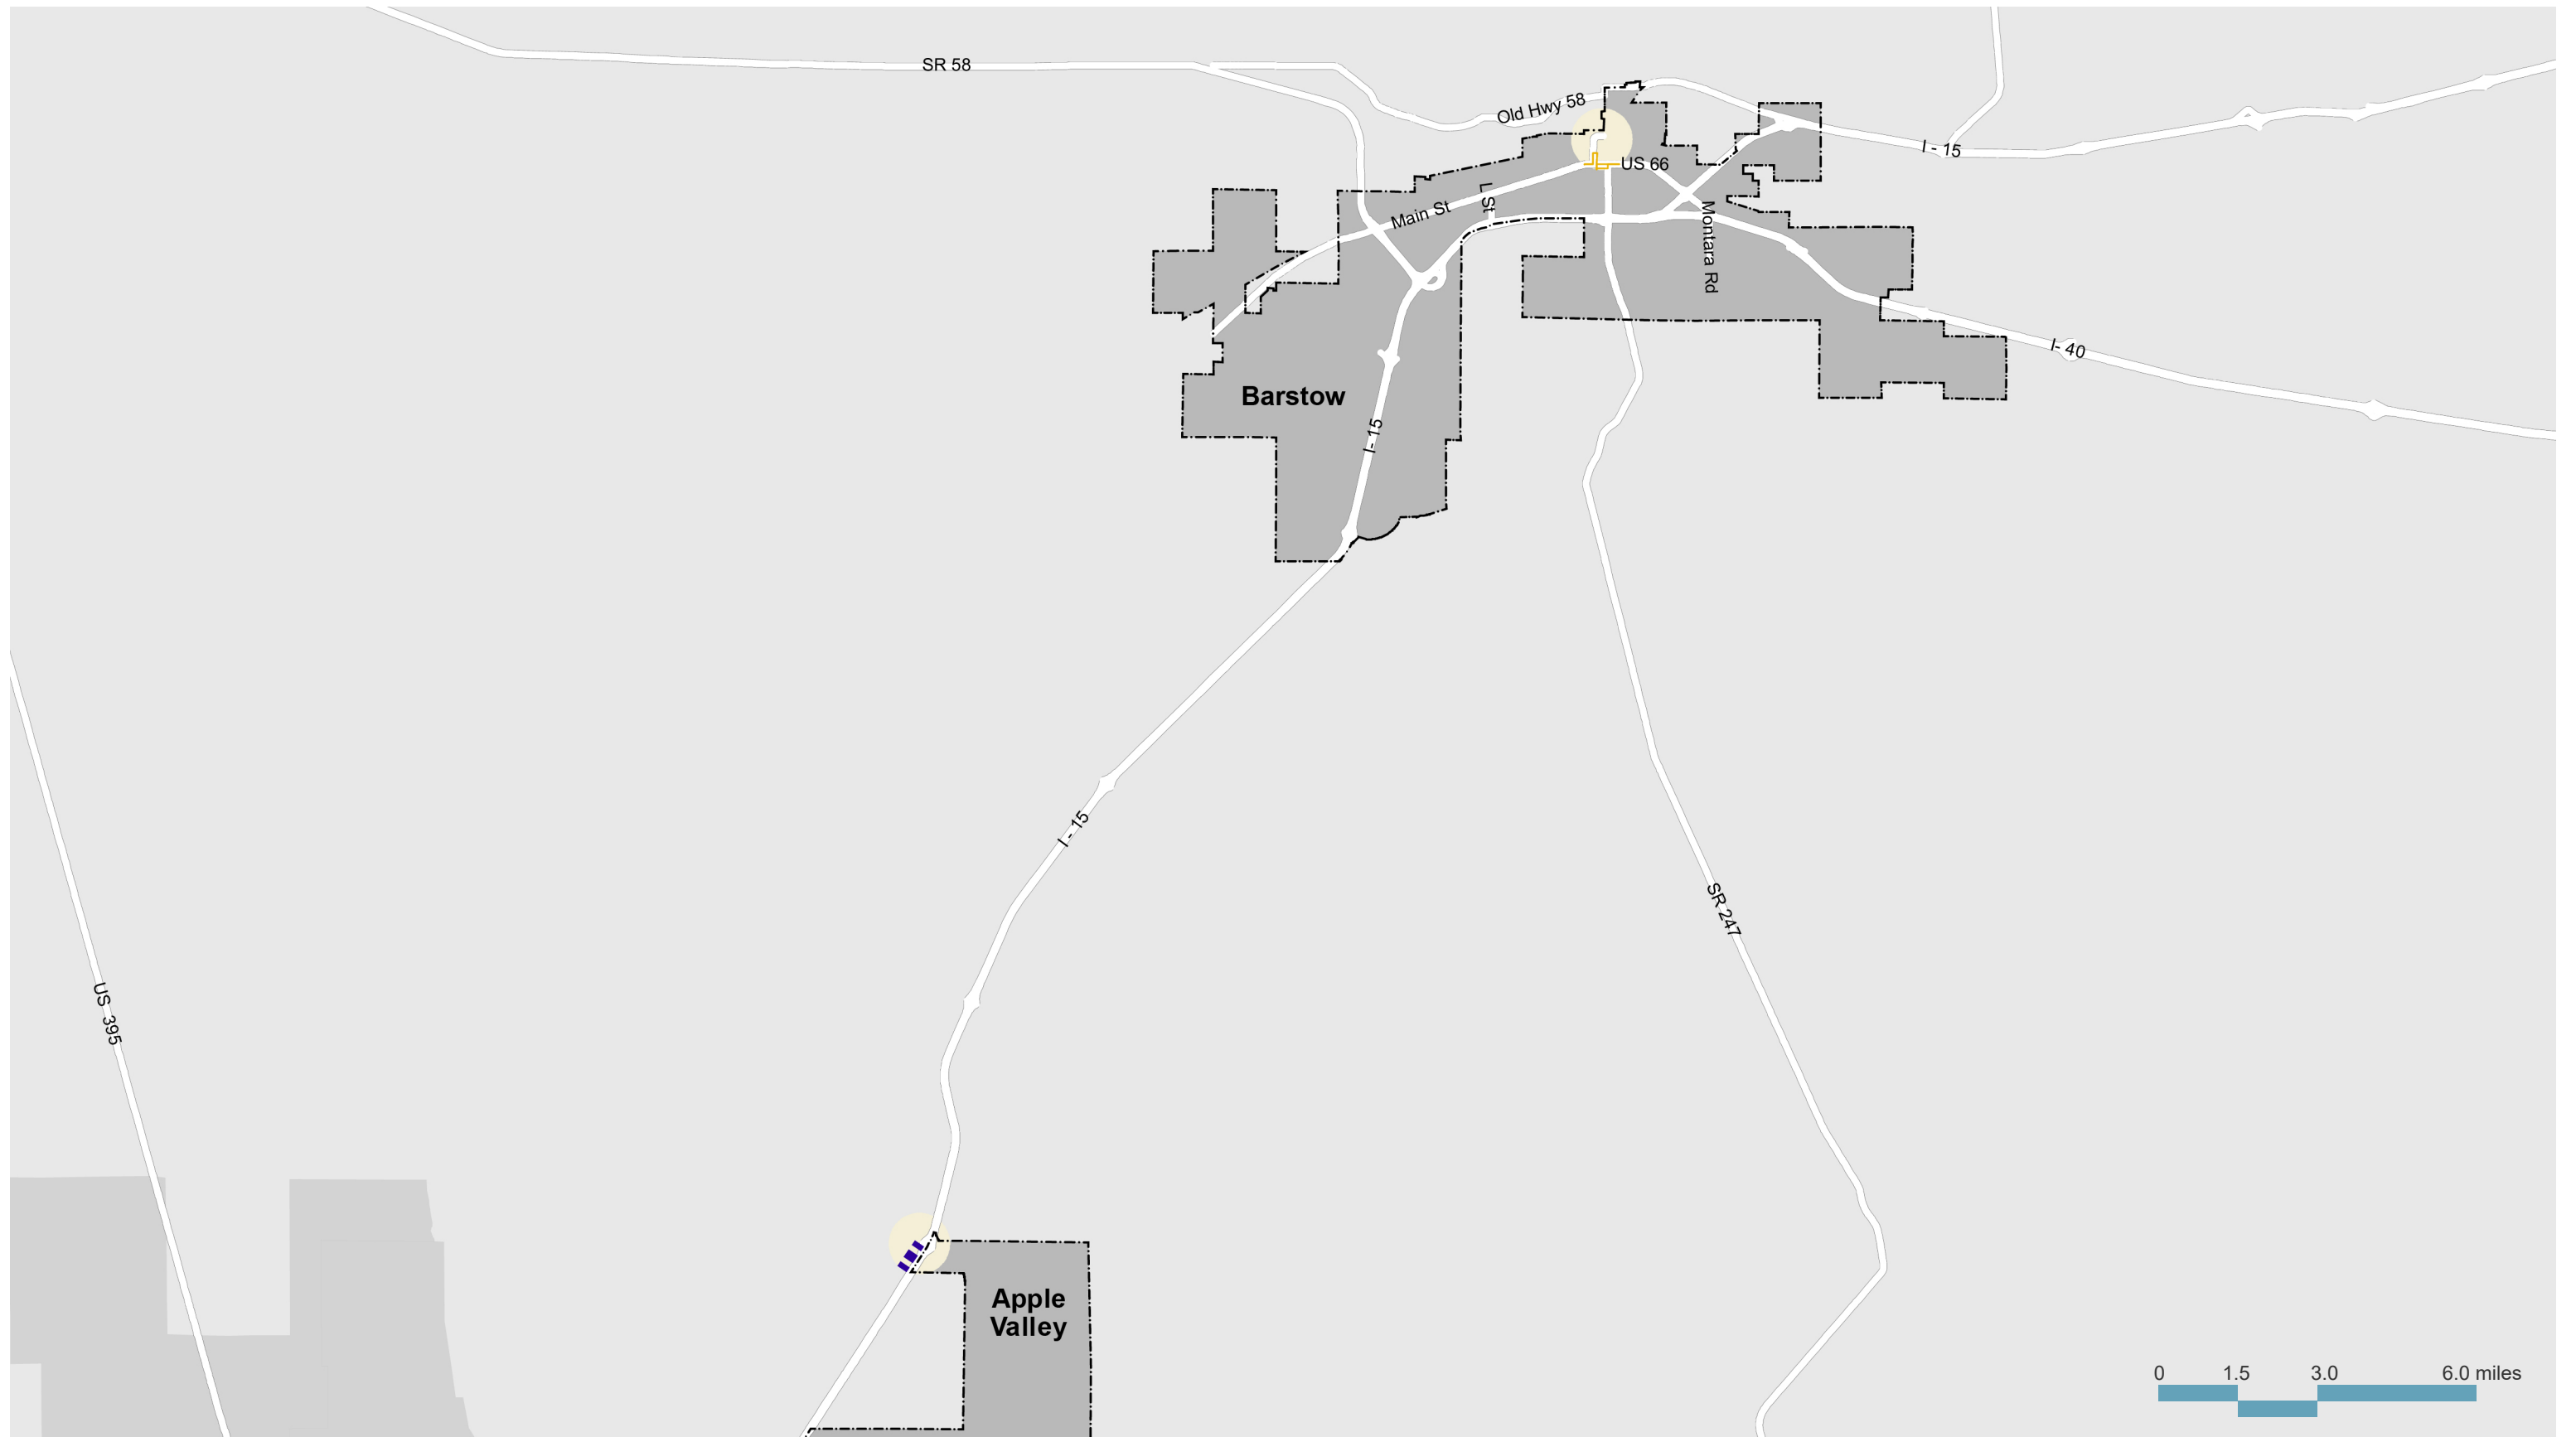 SR 58
Old Hwy 58
I - 15
US 66
L St
Main St
Montara Rd
I- 40
Barstow
I - 15
I - 15
SR 247
US 395
Apple
Valley
0 1.5 3.0 6.0 miles